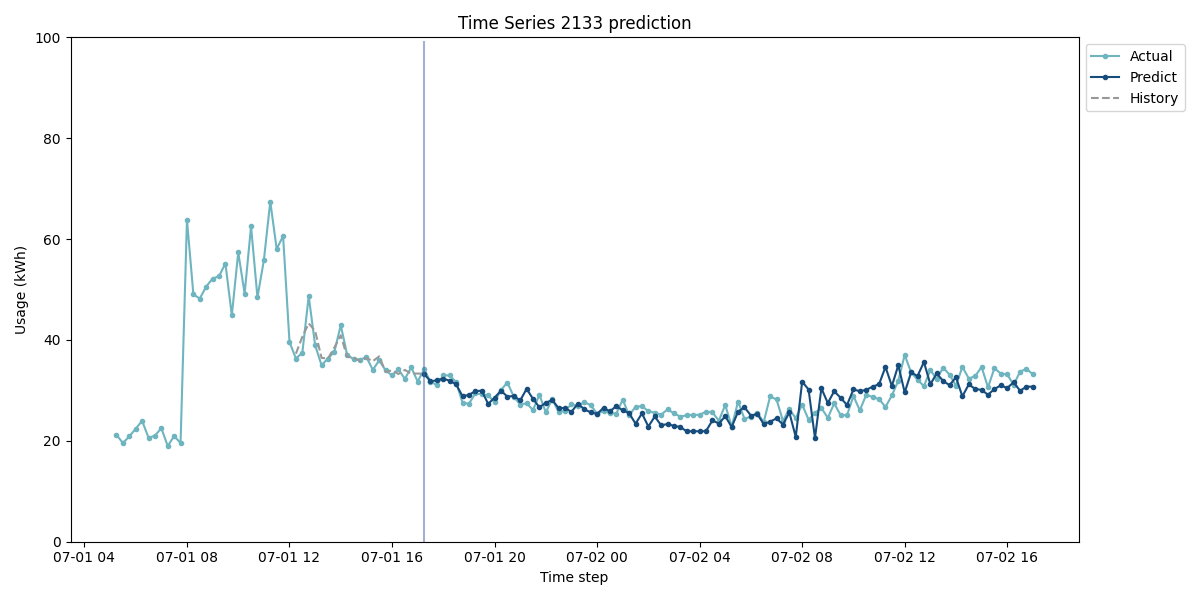 Time Series 2133 prediction
Usage (kWh)
100
80
60
40
20
0
07-01 04
07-01 08
07-01 12
07-01 16
07-01 20
07-02 00
07-02 04
07-02 08
07-02 12
07-02 16
Time step
Actual
Predict
History